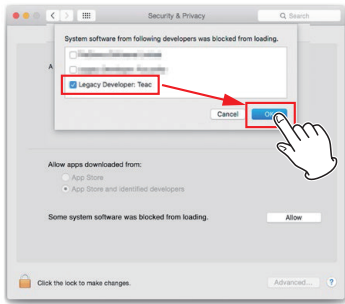 Security & Privacy
Search
System software from following developers was blocked from loading.
A
Legacy Developer: Teac
Cancel
Allow apps downloaded from:
App Store
App Store and identified developers
Some system software was blocked from loading.
Allow
Click the lock to make changes.
Advanced...
?